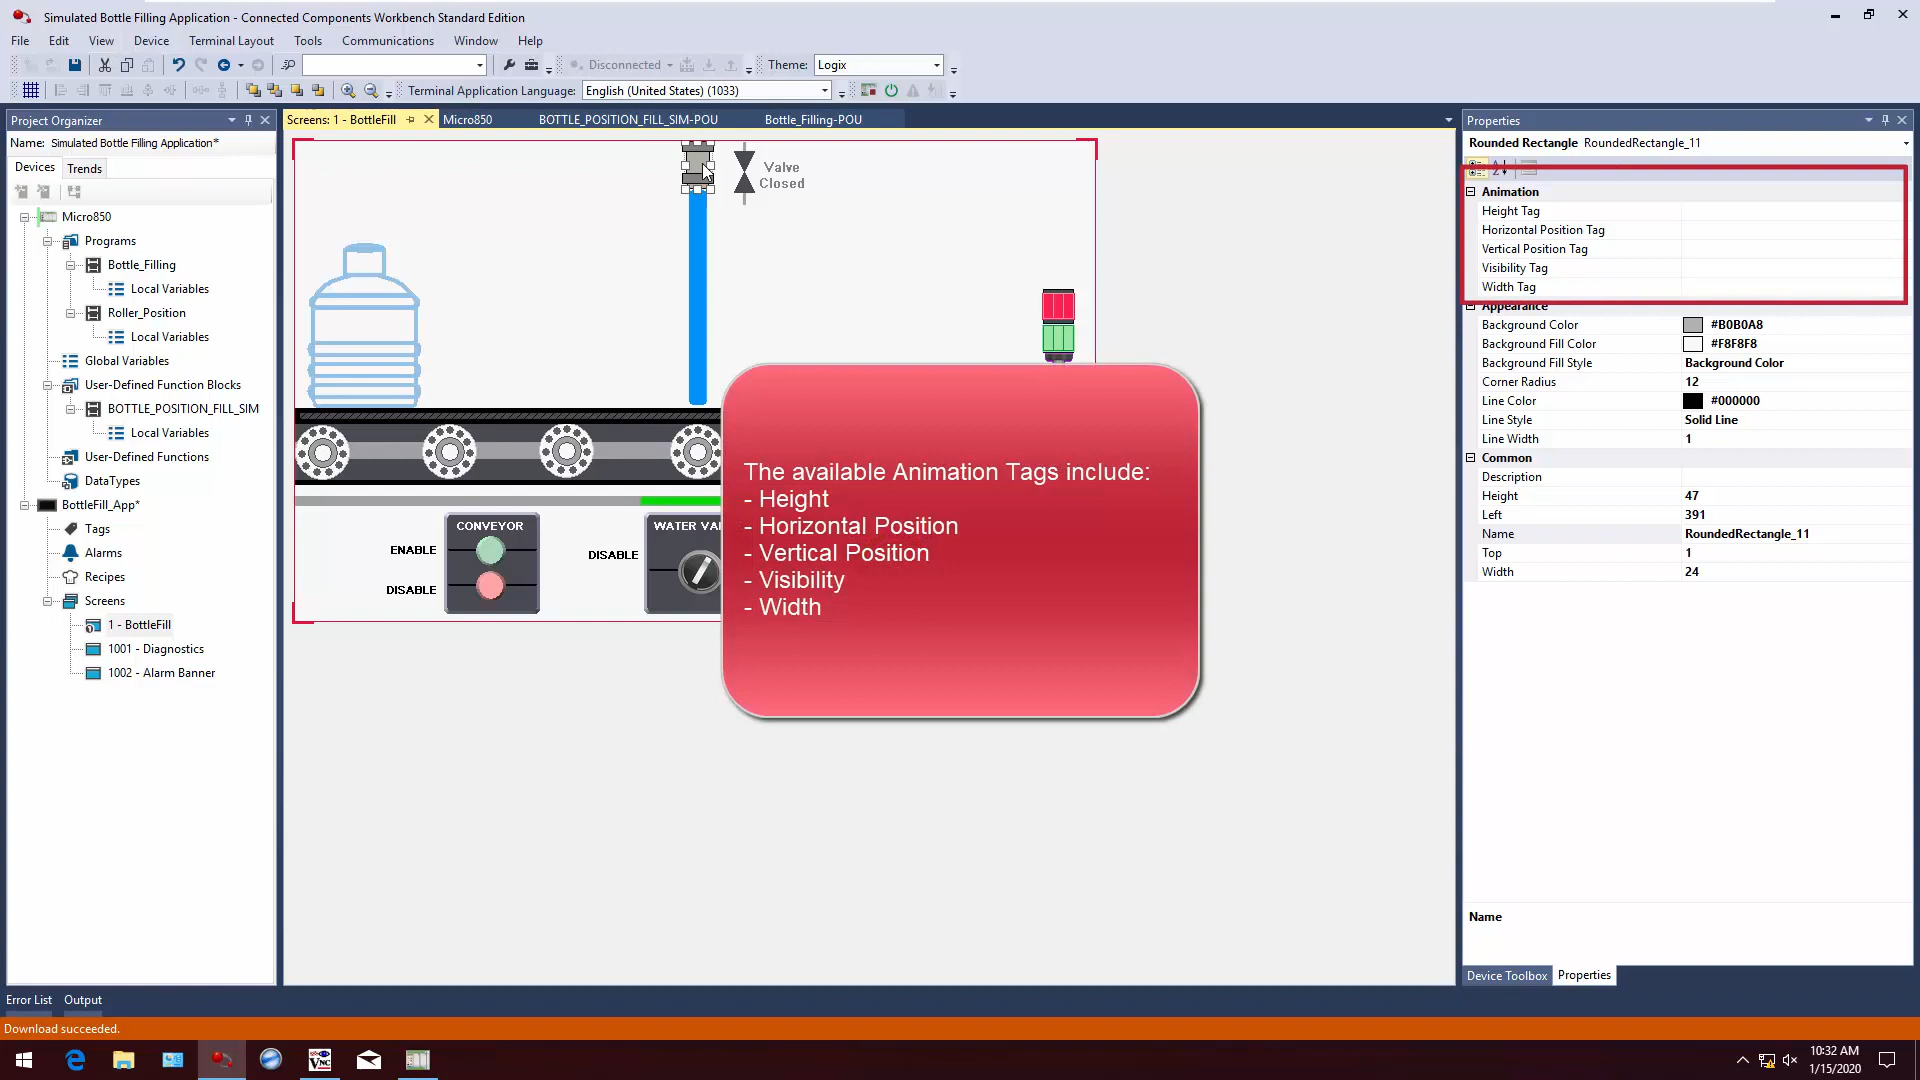 Simulated Bottle Filling Application - Connected Components Workbench Standard Edition
File Edit View Device Terminal Layout Tools Communications Window Help
Disconnected Theme: Logix
Terminal Application Language: English (United States) (1033)
Project Organizer
Name: Simulated Bottle Filling Application*
Devices Trends
Micro850
Programs
Bottle_Filling
Local Variables
Roller_Position
Local Variables
Global Variables
User-Defined Function Blocks
BOTTLE_POSITION_FILL_SIM
Local Variables
User-Defined Functions
DataTypes
BottleFill_App*
Tags
Alarms
Recipes
Screens
1 - BottleFill
1001 - Diagnostics
1002 - Alarm Banner
Screens: 1 - BottleFill Micro850 BOTTLE_POSITION_FILL_SIM-POU Bottle_Filling-POU
Valve
Closed
CONVEYOR
ENABLE
DISABLE
WATER VA
DISABLE
The available Animation Tags include:
- Height
- Horizontal Position
- Vertical Position
- Visibility
- Width
Properties
Rounded Rectangle RoundedRectangle_11
Animation
Height Tag
Horizontal Position Tag
Vertical Position Tag
Visibility Tag
Width Tag
Appearance
Background Color #B0B0A8
Background Fill Color #F8F8F8
Background Fill Style Background Color
Corner Radius 12
Line Color #000000
Line Style Solid Line
Line Width 1
Common
Description
Height 47
Left 391
Name RoundedRectangle_11
Top 1
Width 24
Name
Device Toolbox Properties
Error List Output
Download succeeded.
VNC
10:32 AM
1/15/2020